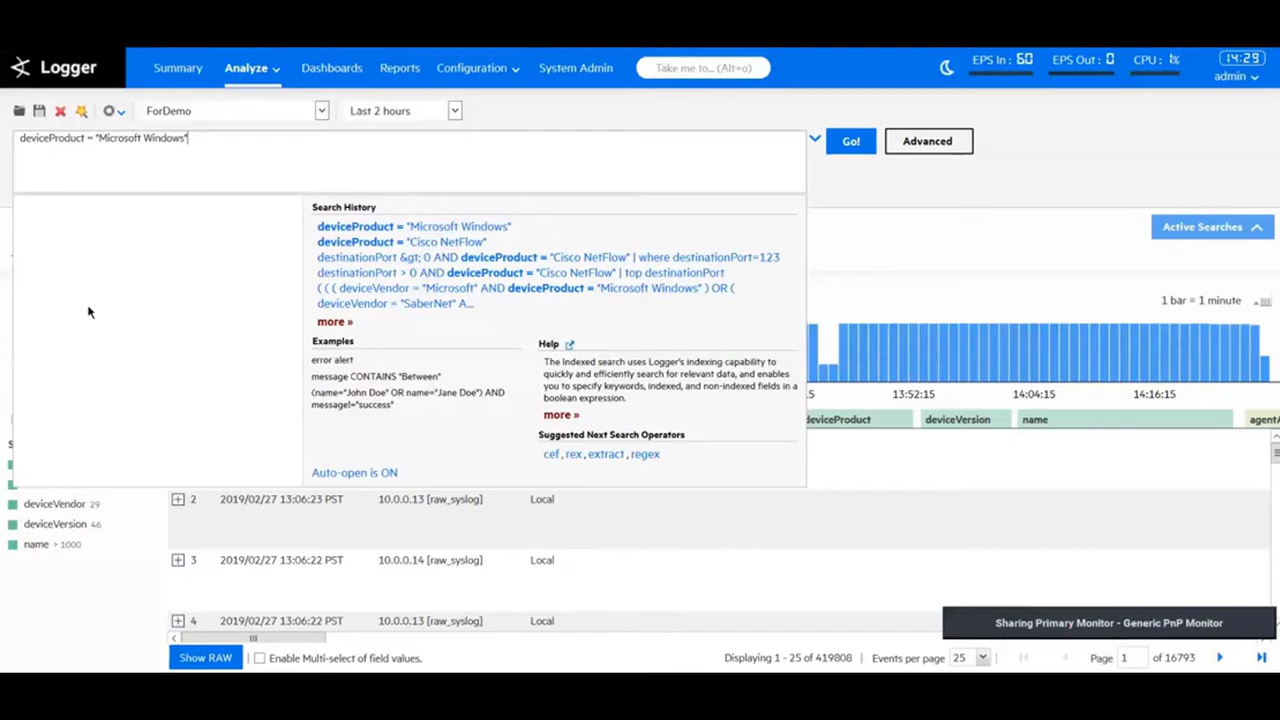 Logger
Summary
Analyze
Dashboards
Reports
Configuration
System Admin
Take me to... (Alt+o)
EPS In : 60
EPS Out : 0
CPU :
14:29
admin
ForDemo
Last 2 hours
deviceProduct = "Microsoft Windows"
Go!
Advanced
Search History
deviceProduct = "Microsoft Windows"
deviceProduct = "Cisco NetFlow"
destinationPort &gt; 0 AND deviceProduct = "Cisco NetFlow" | where destinationPort=123
destinationPort > 0 AND deviceProduct = "Cisco NetFlow" | top destinationPort
( ( ( deviceVendor = "Microsoft" AND deviceProduct = "Microsoft Windows" ) OR (
deviceVendor = "SaberNet" A...
more »
Examples
error alert
message CONTAINS "Between"
(name="John Doe" OR name="Jane Doe") AND
message!="success"
Help
The Indexed search uses Logger's indexing capability to
quickly and efficiently search for relevant data, and enables
you to specify keywords, indexed, and non-indexed fields in a
boolean expression.
more »
Suggested Next Search Operators
cef , rex , extract , regex
Auto-open is ON
Active Searches
1 bar = 1 minute
13:52:15
14:04:15
14:16:15
deviceProduct
deviceVersion
name
deviceVendor 29
deviceVersion 46
name > 1000
2 2019/02/27 13:06:23 PST 10.0.0.13 [raw_syslog] Local
3 2019/02/27 13:06:22 PST 10.0.0.14 [raw_syslog] Local
4 2019/02/27 13:06:22 PST 10.0.0.13 [raw_syslog] Local
Sharing Primary Monitor - Generic PnP Monitor
Show RAW
Enable Multi-select of field values.
Displaying 1 - 25 of 419808
Events per page 25
Page 1 of 16793